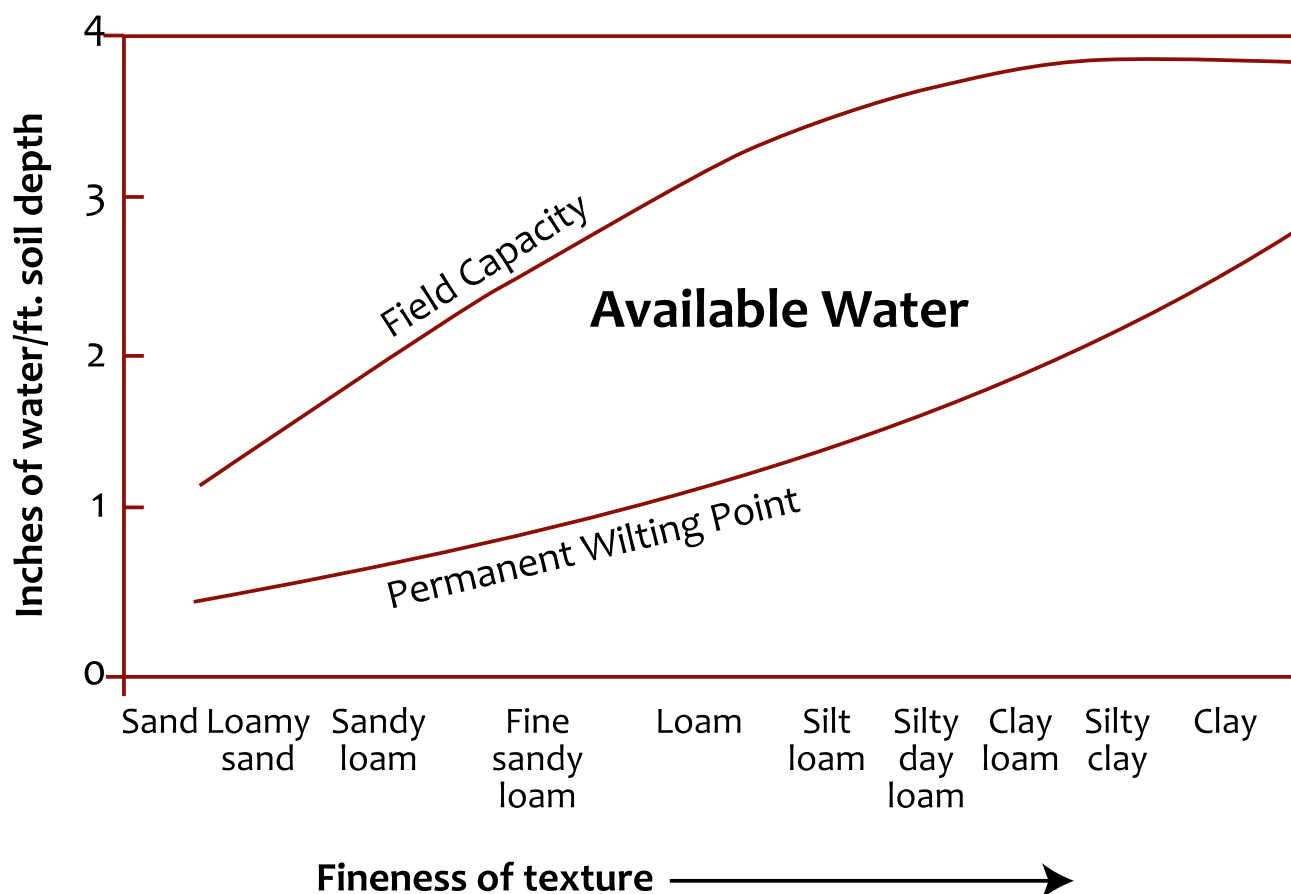 Inches of water/ft. soil depth
4
3
2
1
0
Field Capacity
Available Water
Permanent Wilting Point
Sand
Loamy
sand
Sandy
loam
Fine
sandy
loam
Loam
Silt
loam
Silty
day
loam
Clay
loam
Silty
clay
Clay
Fineness of texture